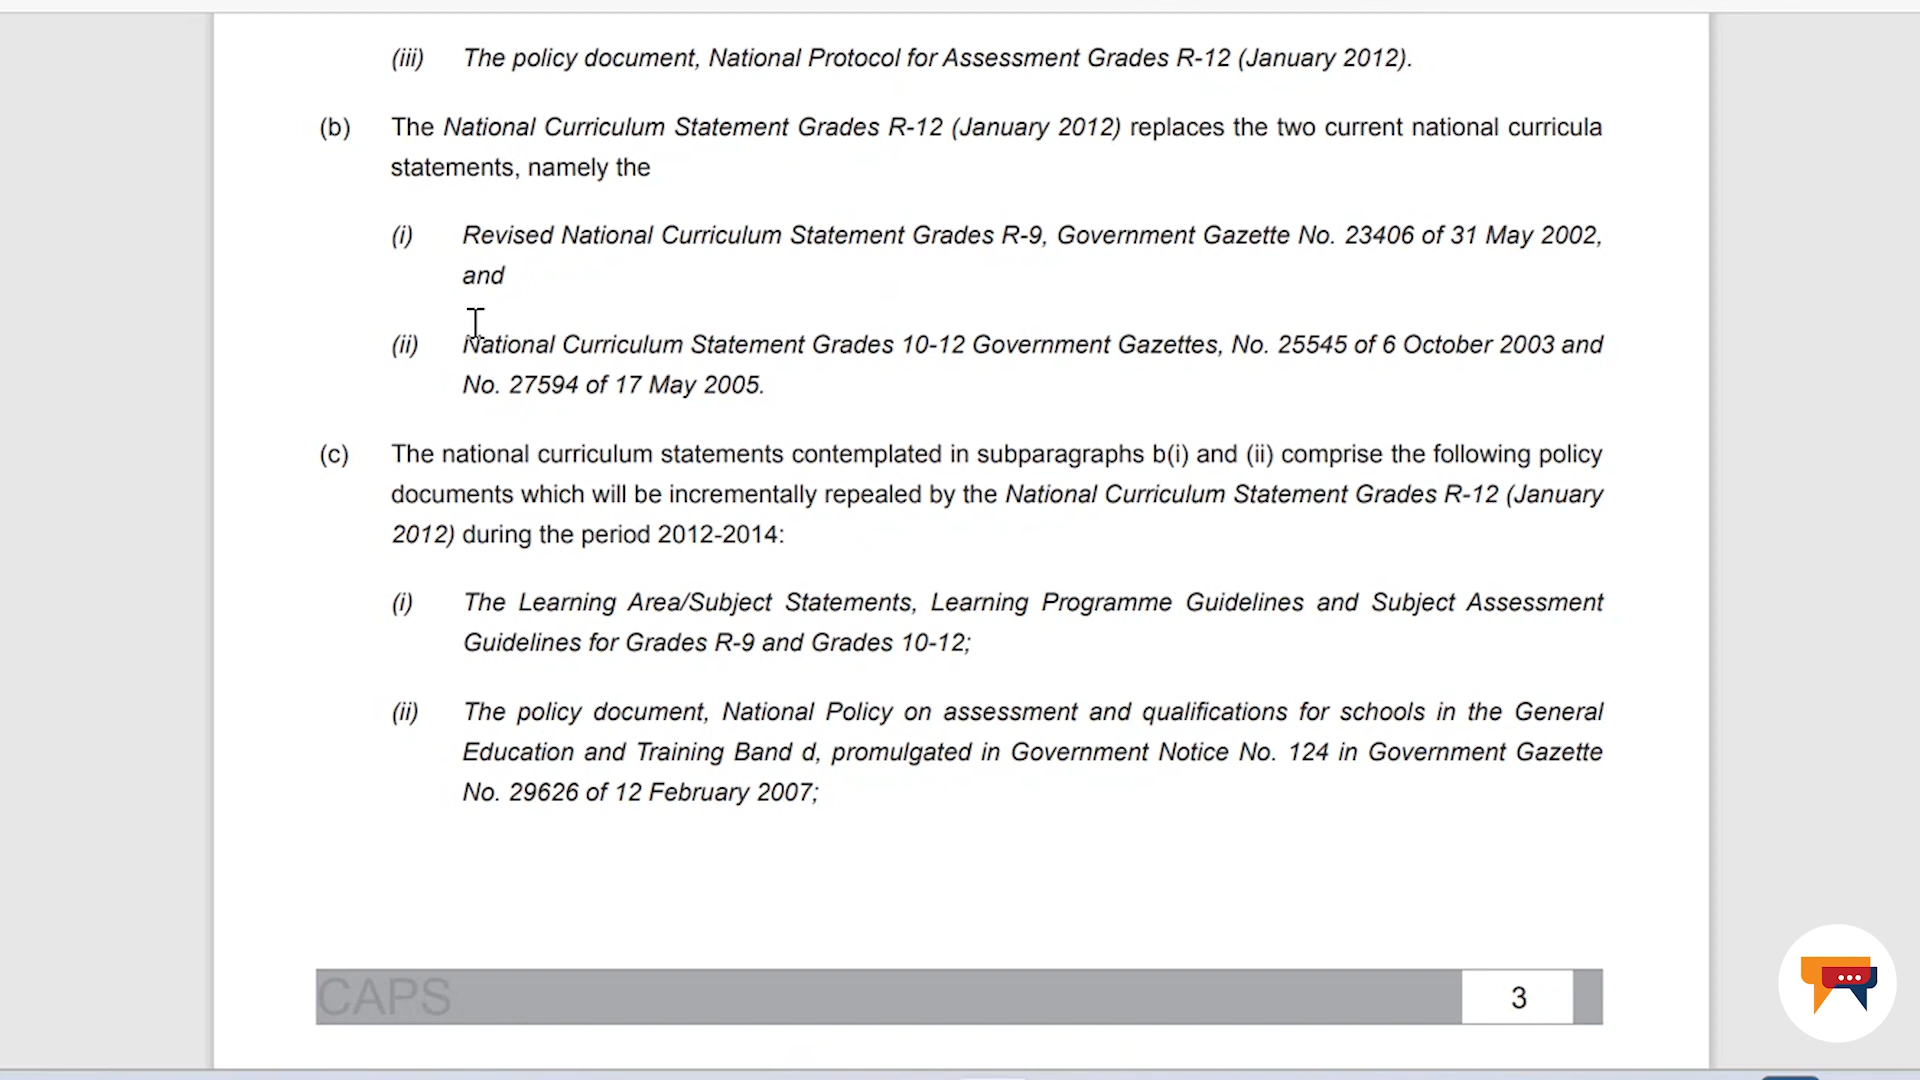 (iii) The policy document, National Protocol for Assessment Grades R-12 (January 2012).
(b) The National Curriculum Statement Grades R-12 (January 2012) replaces the two current national curricula
statements, namely the
(i) Revised National Curriculum Statement Grades R-9, Government Gazette No. 23406 of 31 May 2002,
and
(ii) National Curriculum Statement Grades 10-12 Government Gazettes, No. 25545 of 6 October 2003 and
No. 27594 of 17 May 2005.
(c) The national curriculum statements contemplated in subparagraphs b(i) and (ii) comprise the following policy
documents which will be incrementally repealed by the National Curriculum Statement Grades R-12 (January
2012) during the period 2012-2014:
(i) The Learning Area/Subject Statements, Learning Programme Guidelines and Subject Assessment
Guidelines for Grades R-9 and Grades 10-12;
(ii) The policy document, National Policy on assessment and qualifications for schools in the General
Education and Training Band d, promulgated in Government Notice No. 124 in Government Gazette
No. 29626 of 12 February 2007;
CAPS 3